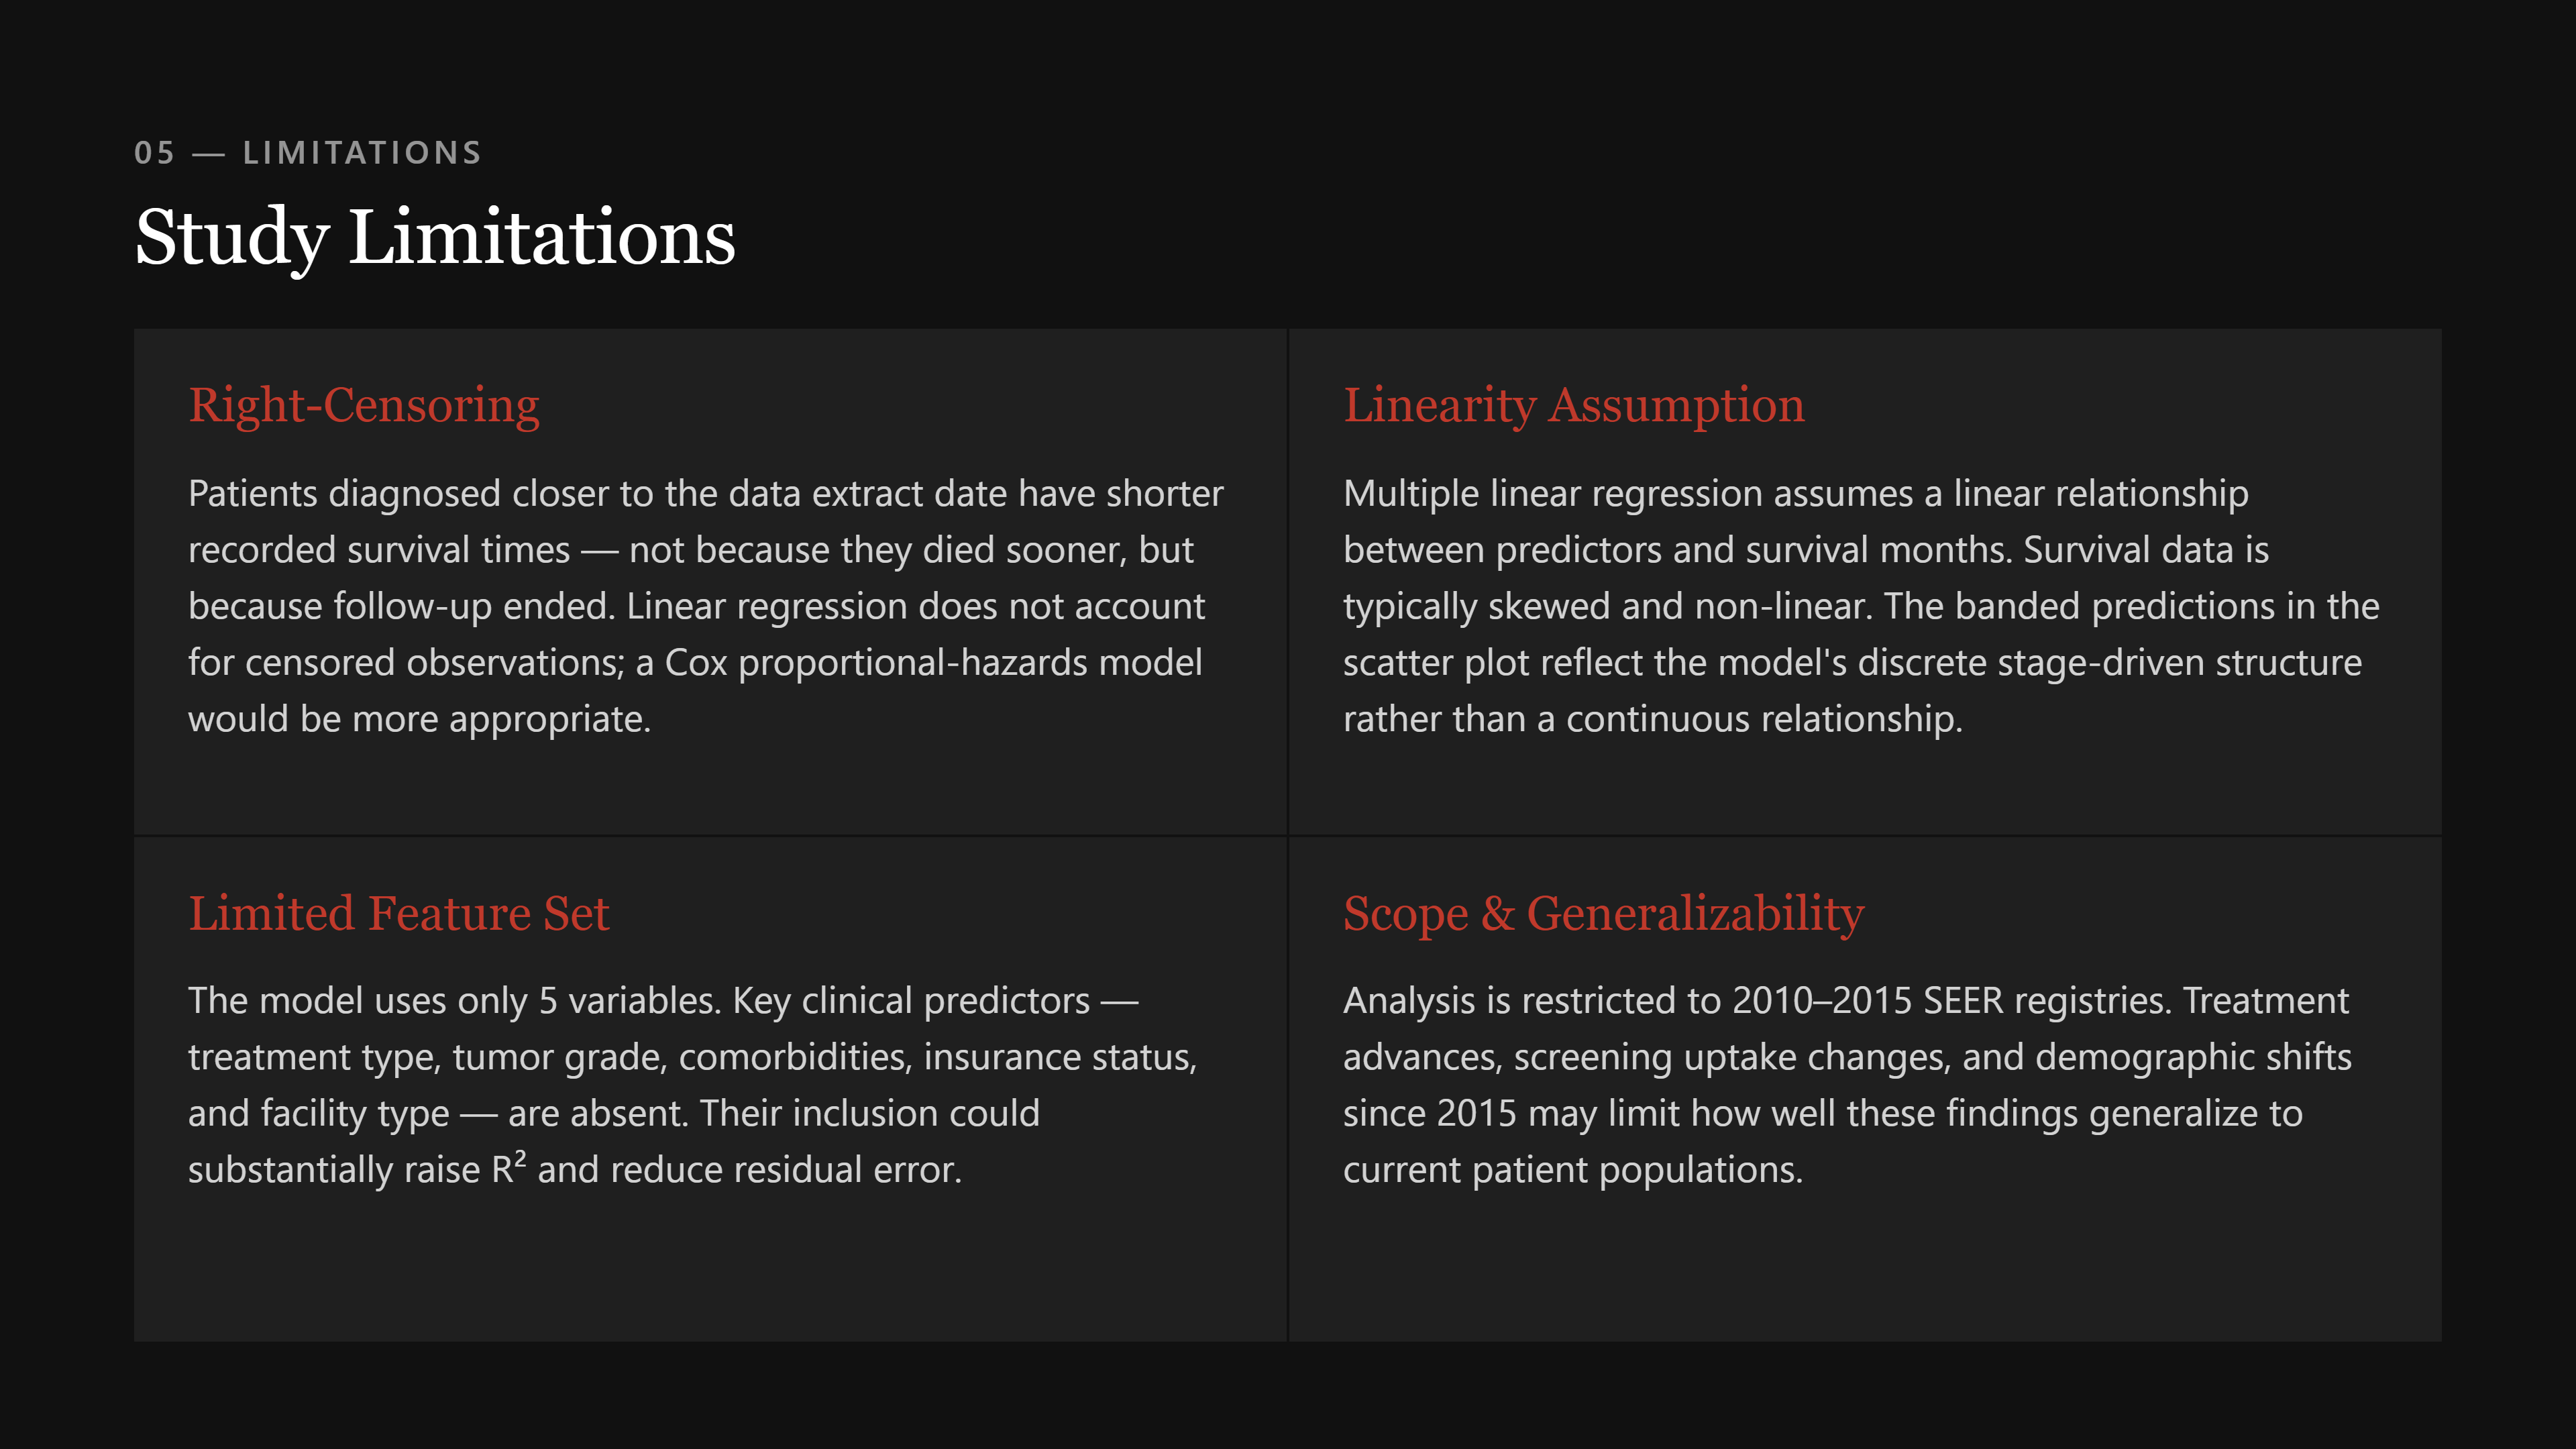 05 — LIMITATIONS
Study Limitations
Right-Censoring
Patients diagnosed closer to the data extract date have shorter
recorded survival times — not because they died sooner, but
because follow-up ended. Linear regression does not account
for censored observations; a Cox proportional-hazards model
would be more appropriate.
Linearity Assumption
Multiple linear regression assumes a linear relationship
between predictors and survival months. Survival data is
typically skewed and non-linear. The banded predictions in the
scatter plot reflect the model's discrete stage-driven structure
rather than a continuous relationship.
Limited Feature Set
The model uses only 5 variables. Key clinical predictors —
treatment type, tumor grade, comorbidities, insurance status,
and facility type — are absent. Their inclusion could
substantially raise R² and reduce residual error.
Scope & Generalizability
Analysis is restricted to 2010–2015 SEER registries. Treatment
advances, screening uptake changes, and demographic shifts
since 2015 may limit how well these findings generalize to
current patient populations.